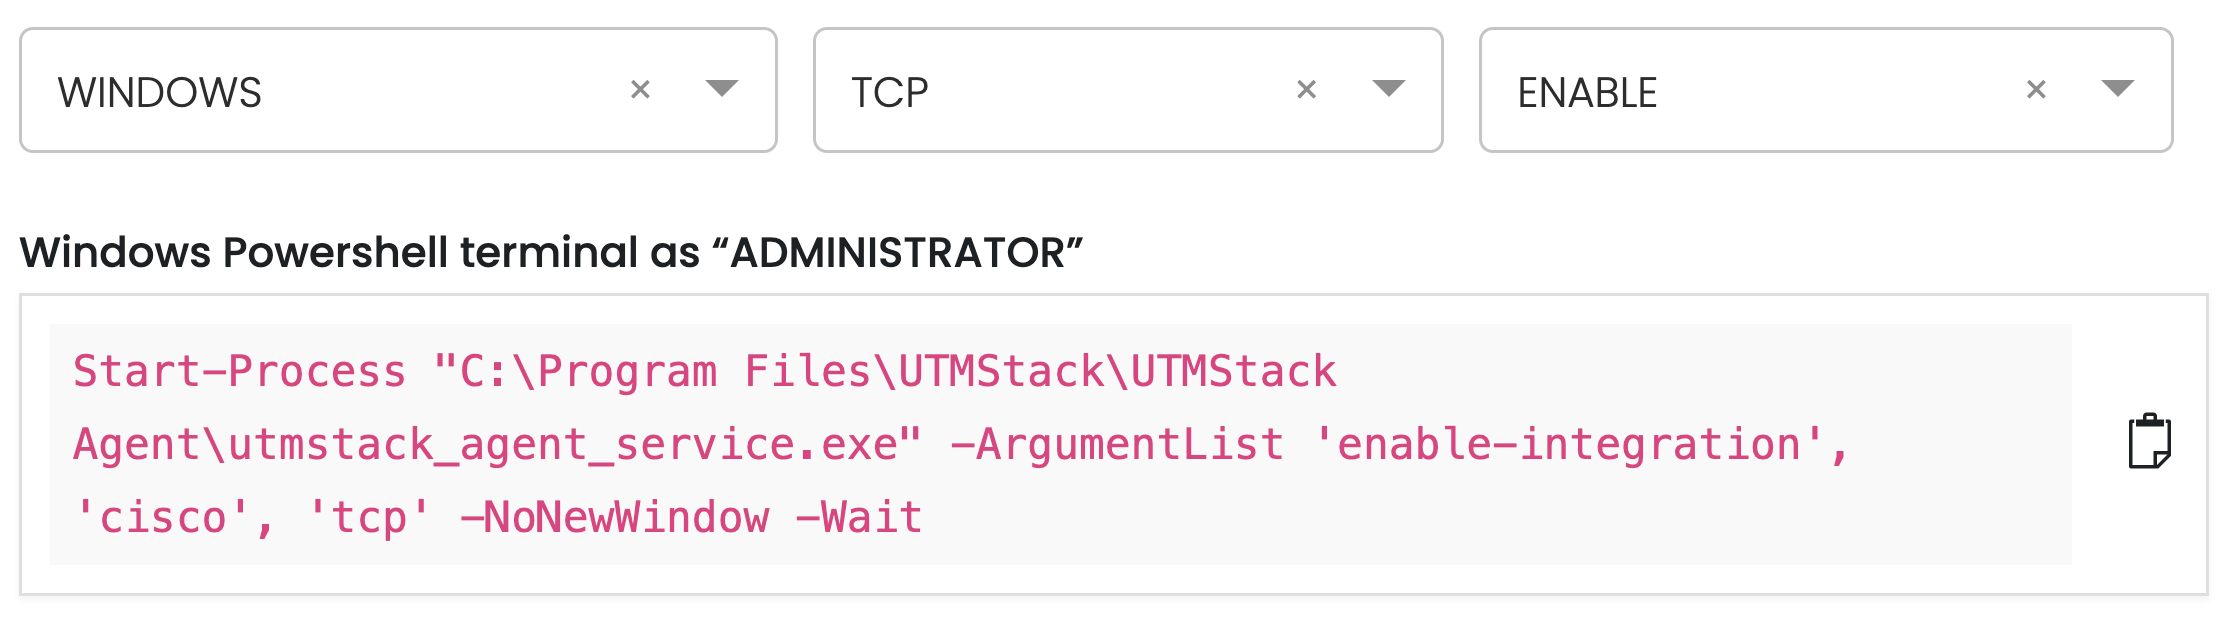 WINDOWS × TCP × ENABLE ×
Windows Powershell terminal as “ADMINISTRATOR”
Start-Process "C:\Program Files\UTMStack\UTMStack
Agent\utmstack_agent_service.exe" -ArgumentList 'enable-integration',
'cisco', 'tcp' -NoNewWindow -Wait